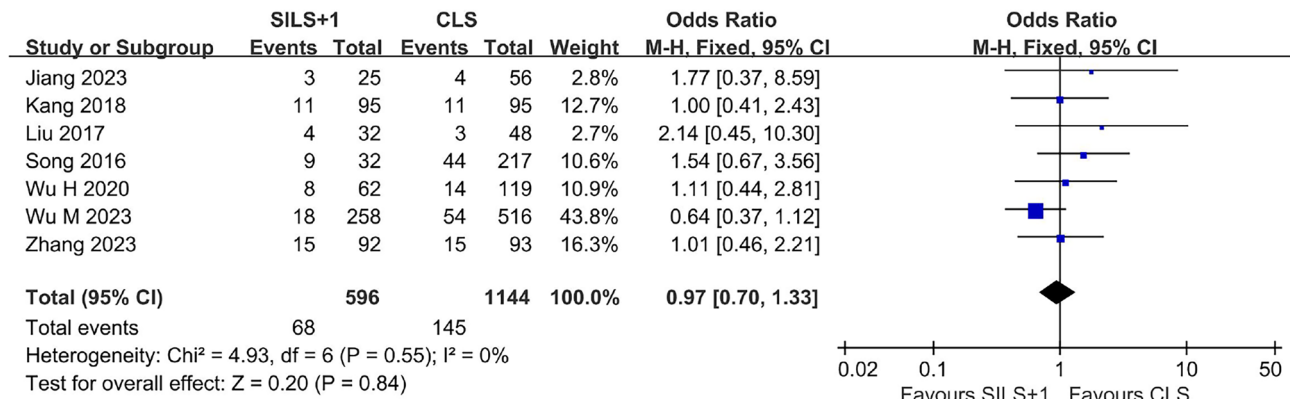 SILS+1 CLS Odds Ratio Odds Ratio
Study or Subgroup Events Total Events Total Weight M-H, Fixed, 95% CI M-H, Fixed, 95% CI
Jiang 2023 3 25 4 56 2.8% 1.77 [0.37, 8.59]
Kang 2018 11 95 11 95 12.7% 1.00 [0.41, 2.43]
Liu 2017 4 32 3 48 2.7% 2.14 [0.45, 10.30]
Song 2016 9 32 44 217 10.6% 1.54 [0.67, 3.56]
Wu H 2020 8 62 14 119 10.9% 1.11 [0.44, 2.81]
Wu M 2023 18 258 54 516 43.8% 0.64 [0.37, 1.12]
Zhang 2023 15 92 15 93 16.3% 1.01 [0.46, 2.21]
Total (95% CI) 596 1144 100.0% 0.97 [0.70, 1.33]
Total events 68 145
Heterogeneity: Chi² = 4.93, df = 6 (P = 0.55); I² = 0%
Test for overall effect: Z = 0.20 (P = 0.84)
0.02 0.1 1 10 50
Favours SILS+1 Favours CLS